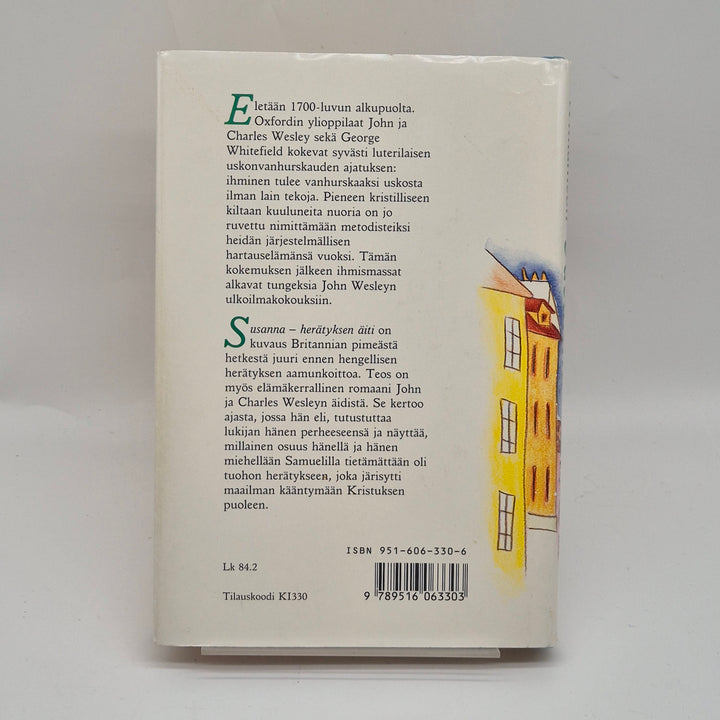 Eletään 1700-luvun alkupuolta.
Oxfordin ylioppilaat John ja
Charles Wesley sekä George
Whitefield kokevat syvästi luterilaisen
uskonvanhurskauden ajatuksen:
ihminen tulee vanhurskaaksi uskosta
ilman lain tekoja. Pieneen kristilliseen
kiltaan kuuluneita nuoria on jo
ruvettu nimittämään metodisteiksi
heidän järjestelmällisen
hartauselämänsä vuoksi. Tämän
kokemuksen jälkeen ihmismassat
alkavat tungeksia John Wesleyn
ulkoilmakokouksiin.
Susanna – herätyksen äiti on
kuvaus Britannian pimeästä
hetkestä juuri ennen hengellisen
herätyksen aamunkoittoa. Teos on
myös elämäkerrallinen romaani John
ja Charles Wesleyn äidistä. Se kertoo
ajasta, jossa hän eli, tutustuttaa
lukijan hänen perheeseensä ja näyttää,
millainen osuus hänellä ja hänen
miehellään Samuelilla tietämättään oli
tuohon herätykseen, joka järisytti
maailman kääntymään Kristuksen
puoleen.
ISBN 951-606-330-6
Lk 84.2
Tilauskoodi KI330
9 789516 063303